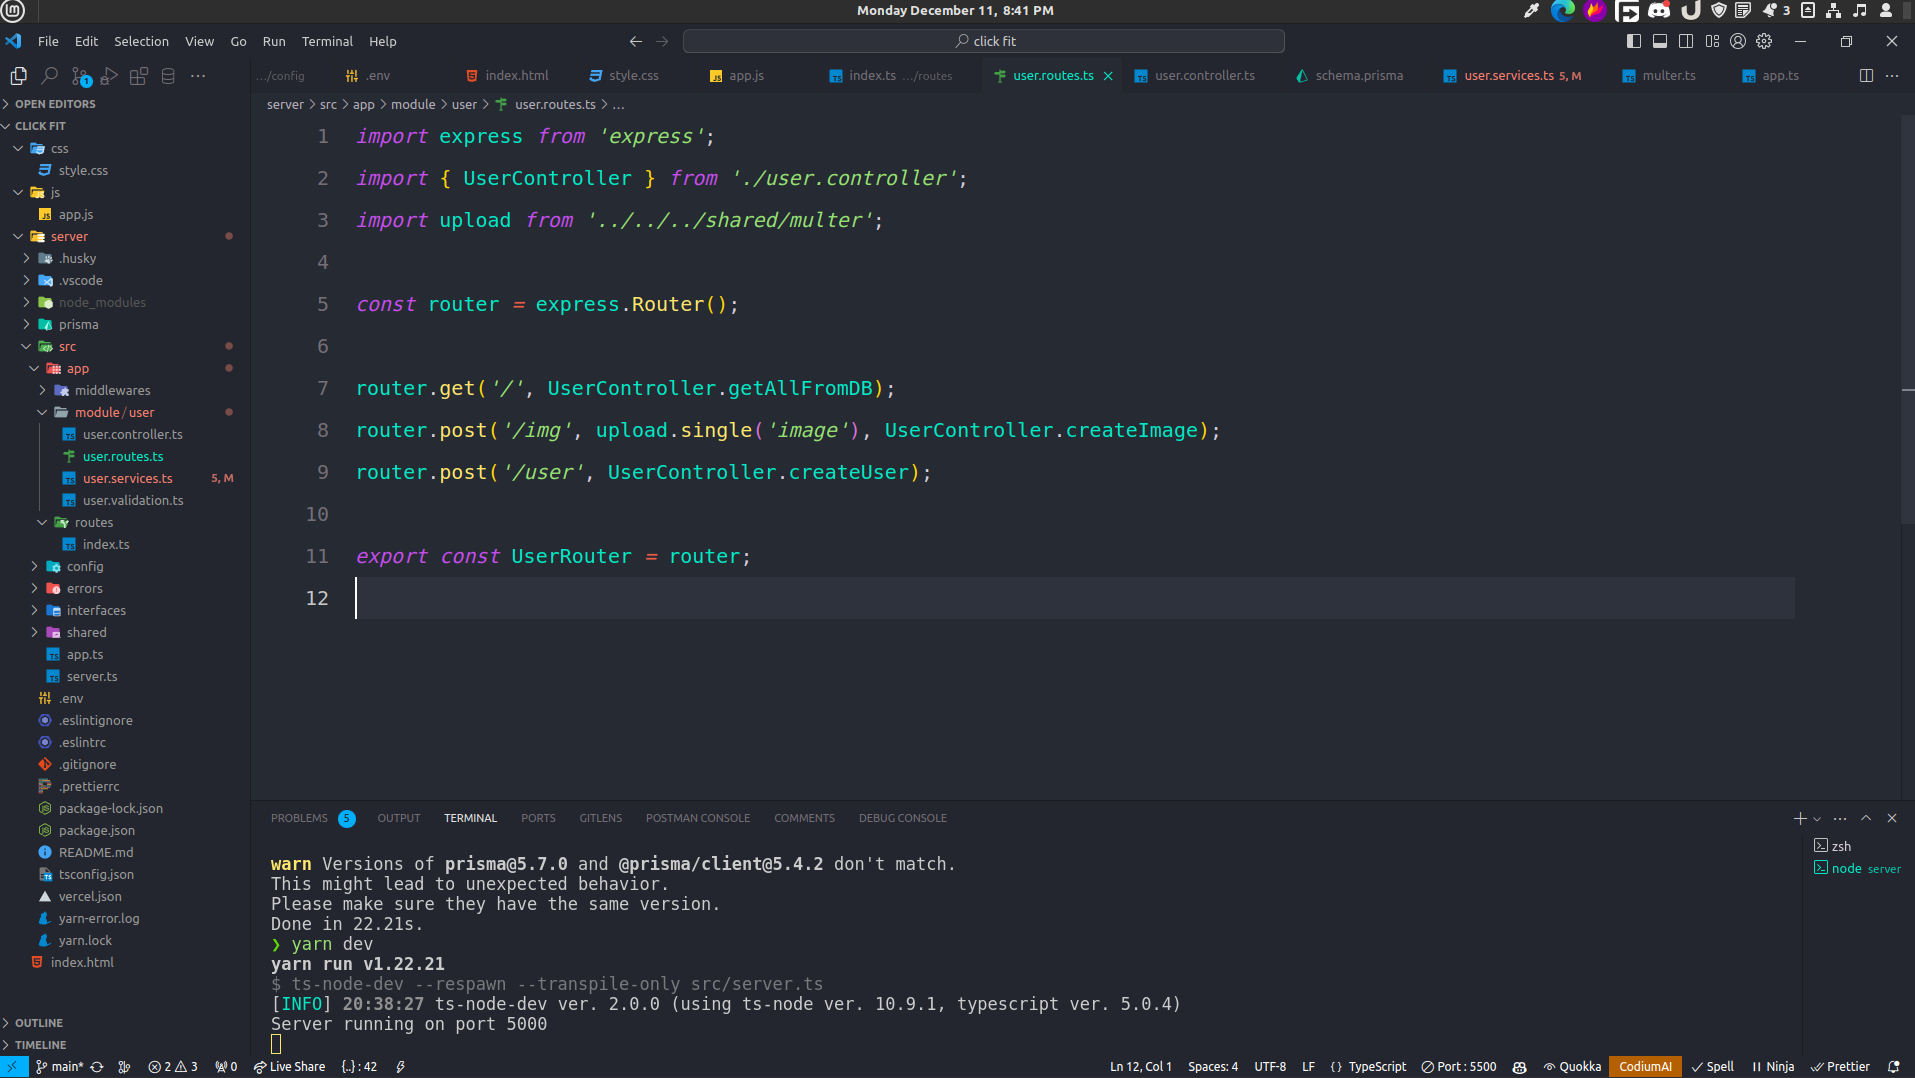 Monday December 11, 8:41 PM
3
File Edit Selection View Go Run Terminal Help
click fit
1
.../config
.env
index.html
style.css
app.js
index.ts .../routes
user.routes.ts
user.controller.ts
schema.prisma
user.services.ts 5, M
multer.ts
app.ts
server > src > app > module > user > user.routes.ts > ...
OPEN EDITORS
CLICK FIT
css
style.css
js
app.js
server
.husky
.vscode
node_modules
prisma
src
app
middlewares
module / user
user.controller.ts
user.routes.ts
user.services.ts 5, M
user.validation.ts
routes
index.ts
config
errors
interfaces
shared
app.ts
server.ts
.env
.eslintignore
.eslintrc
.gitignore
.prettierrc
package-lock.json
package.json
README.md
tsconfig.json
vercel.json
yarn-error.log
yarn.lock
index.html
OUTLINE
TIMELINE
1 import express from 'express';
2 import { UserController } from './user.controller';
3 import upload from '../../../shared/multer';
4
5 const router = express.Router();
6
7 router.get('/', UserController.getAllFromDB);
8 router.post('/img', upload.single('image'), UserController.createImage);
9 router.post('/user', UserController.createUser);
10
11 export const UserRouter = router;
12
PROBLEMS 5 OUTPUT TERMINAL PORTS GITLENS POSTMAN CONSOLE COMMENTS DEBUG CONSOLE
zsh
node server
warn Versions of prisma@5.7.0 and @prisma/client@5.4.2 don't match.
This might lead to unexpected behavior.
Please make sure they have the same version.
Done in 22.21s.
❯ yarn dev
yarn run v1.22.21
$ ts-node-dev --respawn --transpile-only src/server.ts
[INFO] 20:38:27 ts-node-dev ver. 2.0.0 (using ts-node ver. 10.9.1, typescript ver. 5.0.4)
Server running on port 5000
main* 2 3 0 Live Share {..} : 42 Ln 12, Col 1 Spaces: 4 UTF-8 LF { } TypeScript Port : 5500 Quokka CodiumAI Spell Ninja Prettier